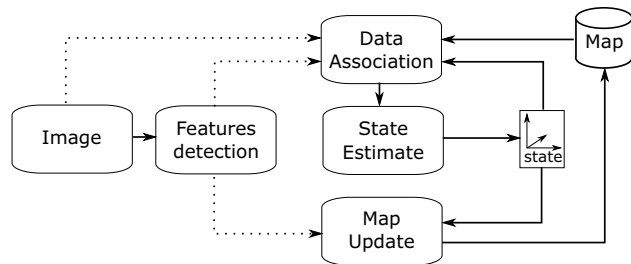 Data
Association
Map
Image
Features
detection
State
Estimate
state
Map
Update